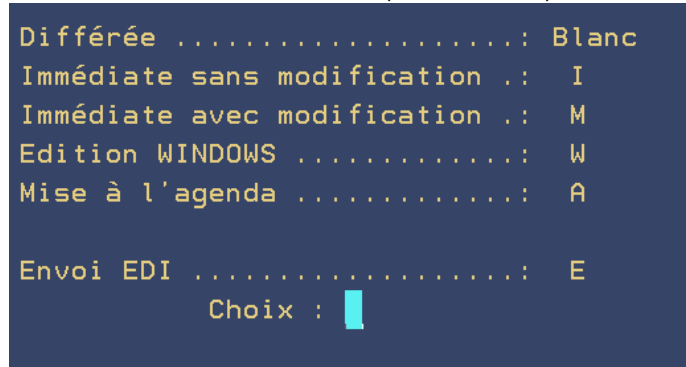 Différée ....................: Blanc
Immédiate sans modification .: I
Immédiate avec modification .: M
Edition WINDOWS .............: W
Mise à l'agenda .............: A
Envoi EDI ...................: E
Choix :